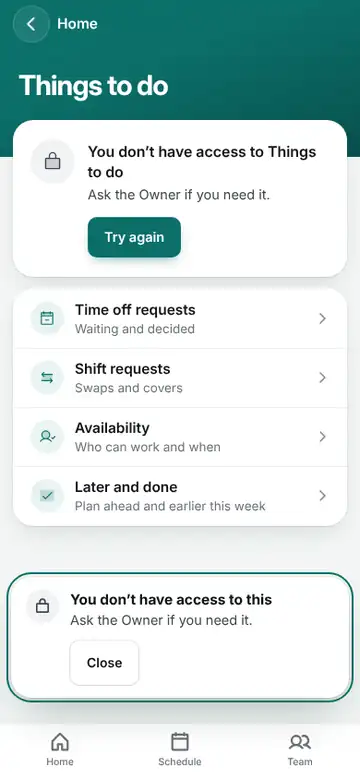 Home
Things to do
You don’t have access to Things
to do
Ask the Owner if you need it.
Try again
Time off requests
Waiting and decided
Shift requests
Swaps and covers
Availability
Who can work and when
Later and done
Plan ahead and earlier this week
You don’t have access to this
Ask the Owner if you need it.
Close
Home
Schedule
Team